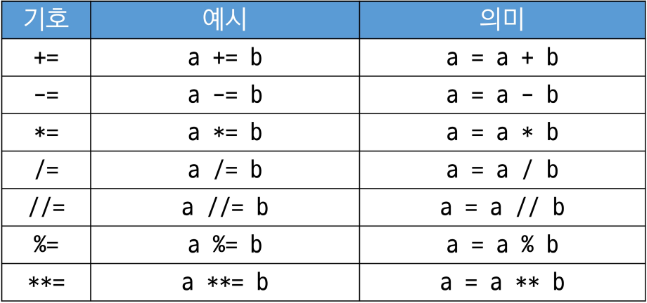 기호 예시 의미
+= a += b a = a + b
-= a -= b a = a - b
*= a *= b a = a * b
/= a /= b a = a / b
//= a //= b a = a // b
%= a %= b a = a % b
**= a **= b a = a ** b